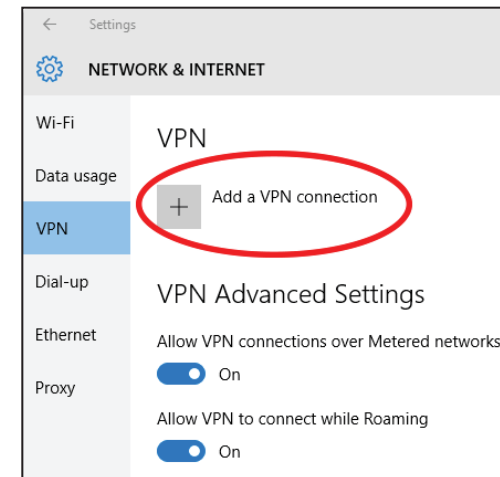 Settings
NETWORK & INTERNET
Wi-Fi
Data usage
VPN
Dial-up
Ethernet
Proxy
VPN
Add a VPN connection
VPN Advanced Settings
Allow VPN connections over Metered networks
On
Allow VPN to connect while Roaming
On